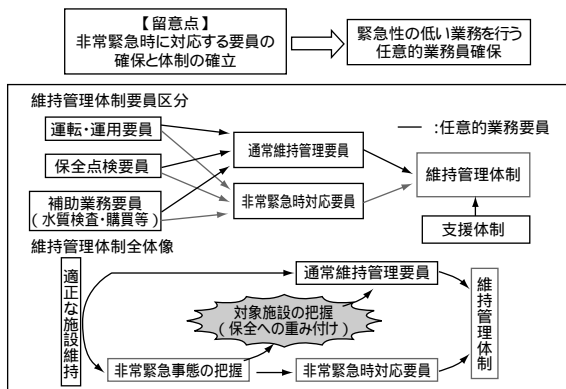 【留意点】
非常緊急時に対応する要員の
確保と体制の確立
緊急性の低い業務を行う
任意的業務員確保
維持管理体制要員区分
運転・運用要員
保全点検要員
補助業務要員
(水質検査・購買等)
通常維持管理要員
非常緊急時対応要員
:任意的業務要員
維持管理体制
支援体制
維持管理体制全体像
適正な施設維持
通常維持管理要員
対象施設の把握
(保全への重み付け)
非常緊急事態の把握
非常緊急時対応要員
維持管理体制